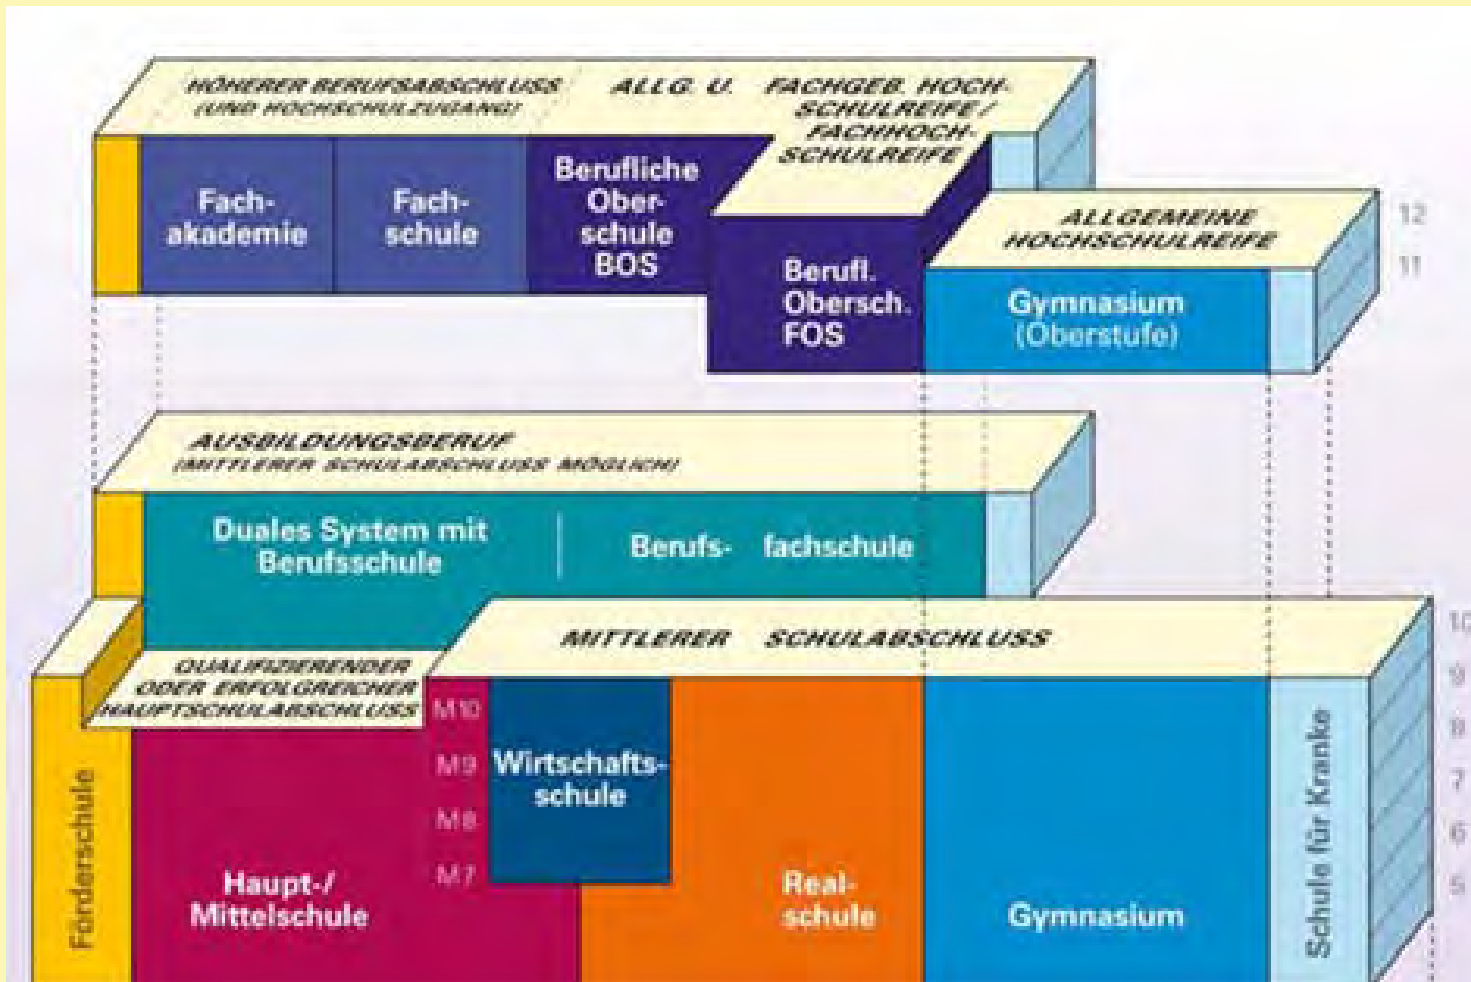 HÖHERER BERUFSABSCHLUSS
(UND HOCHSCHULZUGANG)
ALLG. U. FACHGEB. HOCH-
SCHULREIFE /
FACHHOCH-
SCHULREIFE
Fach-
akademie
Fach-
schule
Berufliche
Ober-
schule
BOS
Berufl.
Obersch.
FOS
ALLGEMEINE
HOCHSCHULREIFE
12
11
Gymnasium
(Oberstufe)
AUSBILDUNGSBERUF
(MITTLERER SCHULABSCHLUSS MÖGLICH)
Duales System mit
Berufsschule
Berufs- fachschule
MITTLERER SCHULABSCHLUSS
QUALIFIZIERENDER
ODER ERFOLGREICHER
HAUPTSCHULABSCHLUSS
M10
M9
M8
M7
Wirtschafts-
schule
Förderschule
Haupt-/
Mittelschule
Real-
schule
Gymnasium
Schule für Kranke
10
9
8
7
6
5